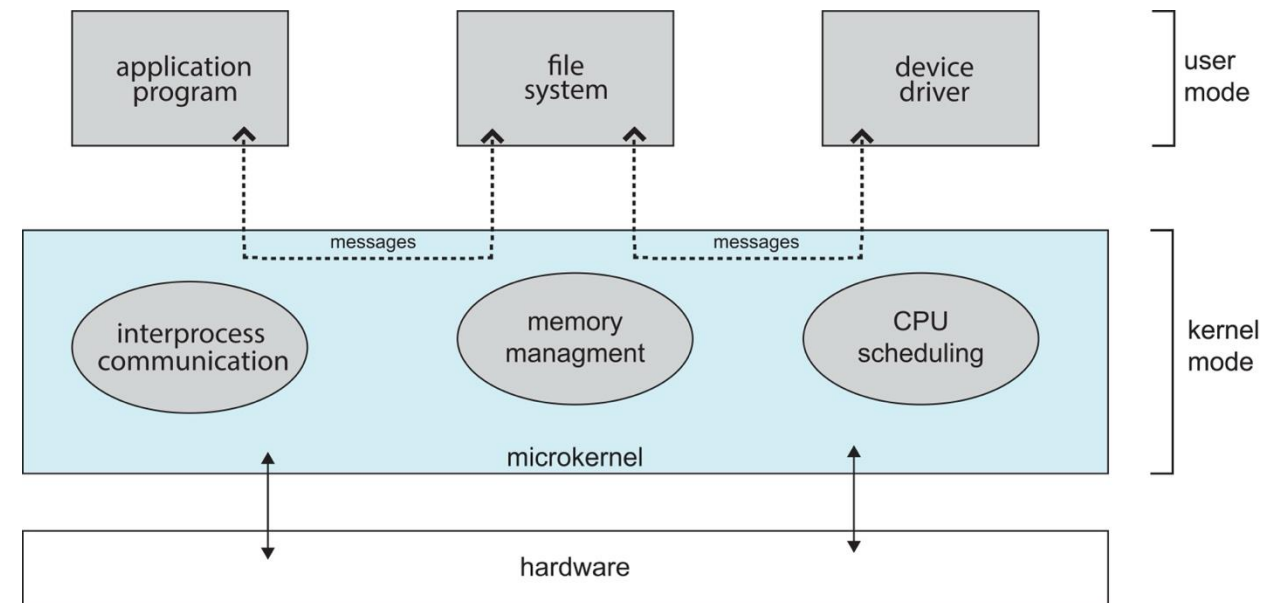 application
program
file
system
device
driver
user
mode
messages
messages
interprocess
communication
memory
managment
CPU
scheduling
kernel
mode
microkernel
hardware